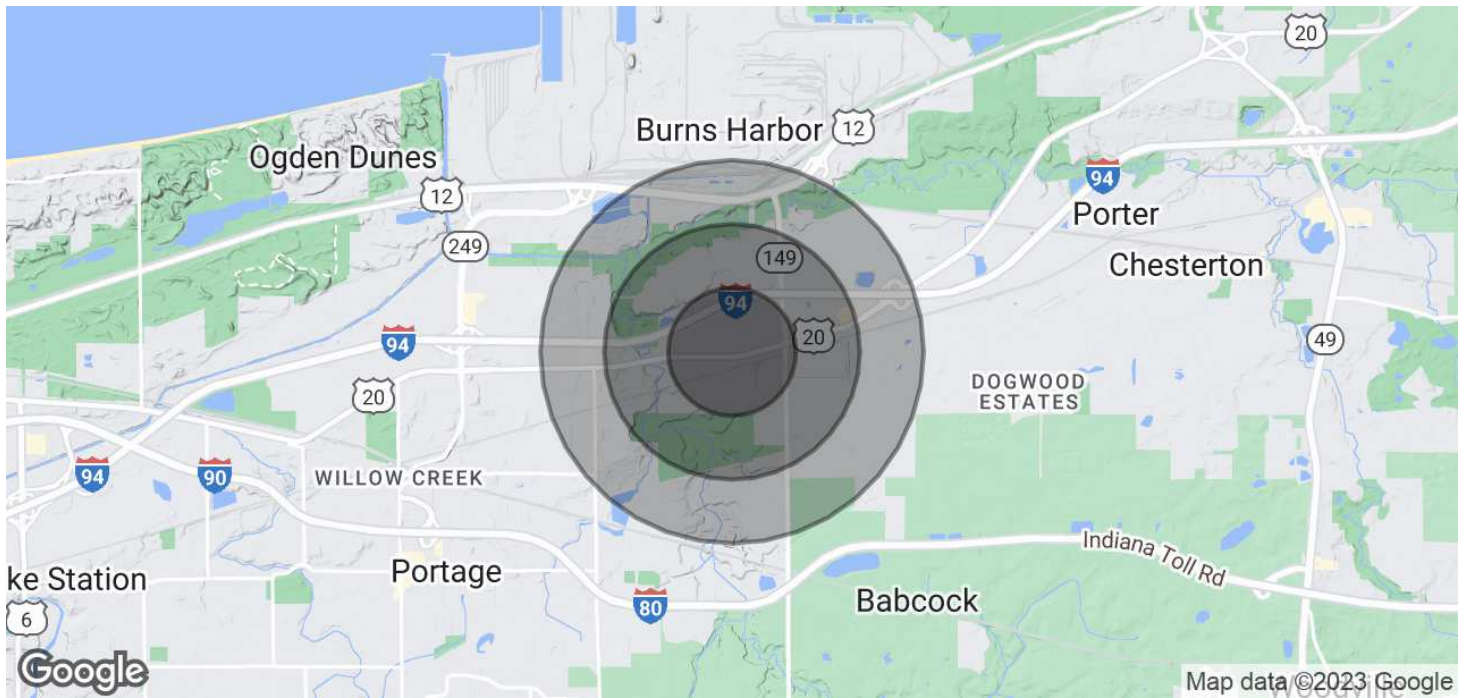 20
Burns Harbor
12
Ogden Dunes
12
94
Porter
249
149
Chesterton
94
20
94
49
20
DOGWOOD
ESTATES
94
90
WILLOW CREEK
Indiana Toll Rd
Portage
ke Station
80
Babcock
6
Google
Map data ©2023 Google